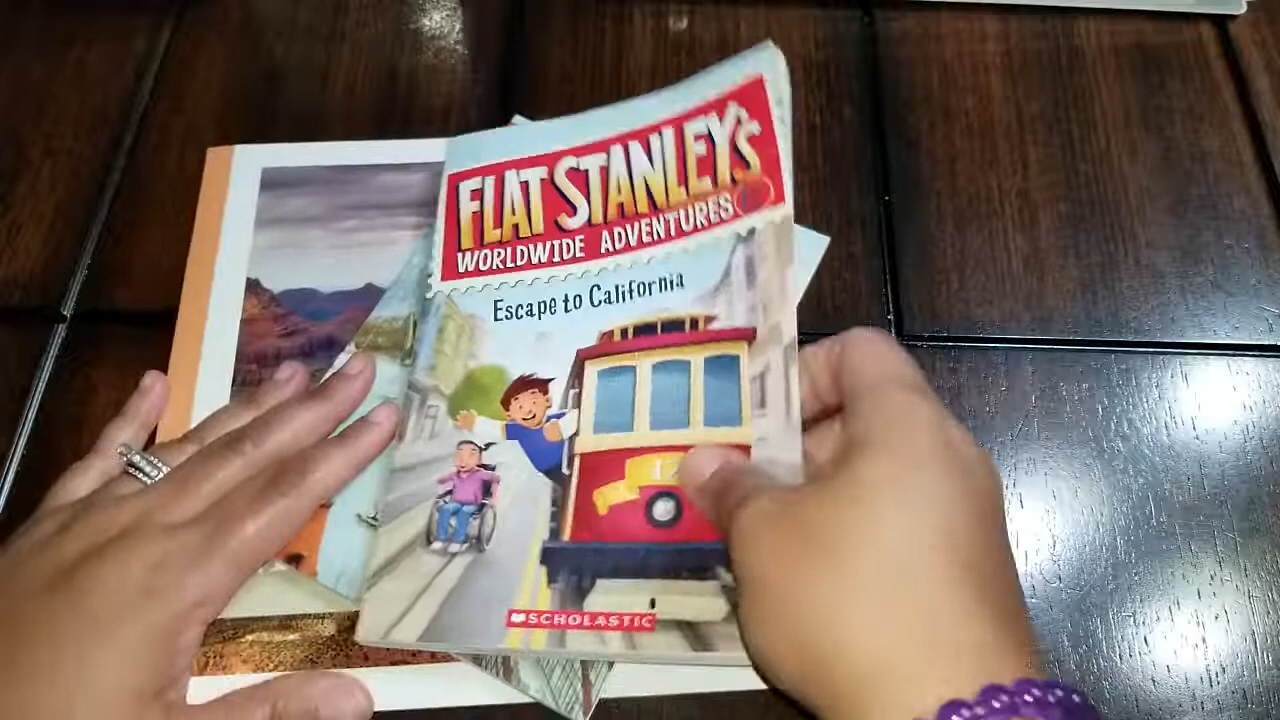 FLAT STANLEY'S
WORLDWIDE ADVENTURES
Escape to California
SCHOLASTIC